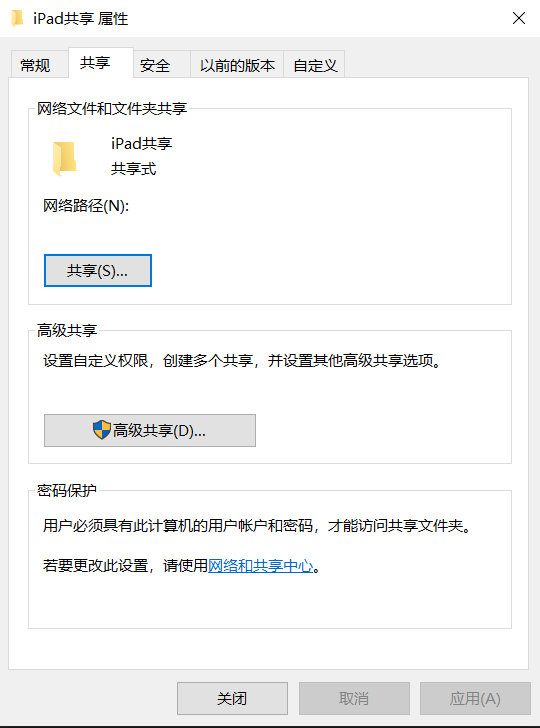 iPad共享 属性
常规 共享 安全 以前的版本 自定义
网络文件和文件夹共享
iPad共享
共享式
网络路径(N):
共享(S)...
高级共享
设置自定义权限，创建多个共享，并设置其他高级共享选项。
高级共享(D)...
密码保护
用户必须具有此计算机的用户帐户和密码，才能访问共享文件夹。
若要更改此设置，请使用网络和共享中心。
关闭 取消 应用(A)